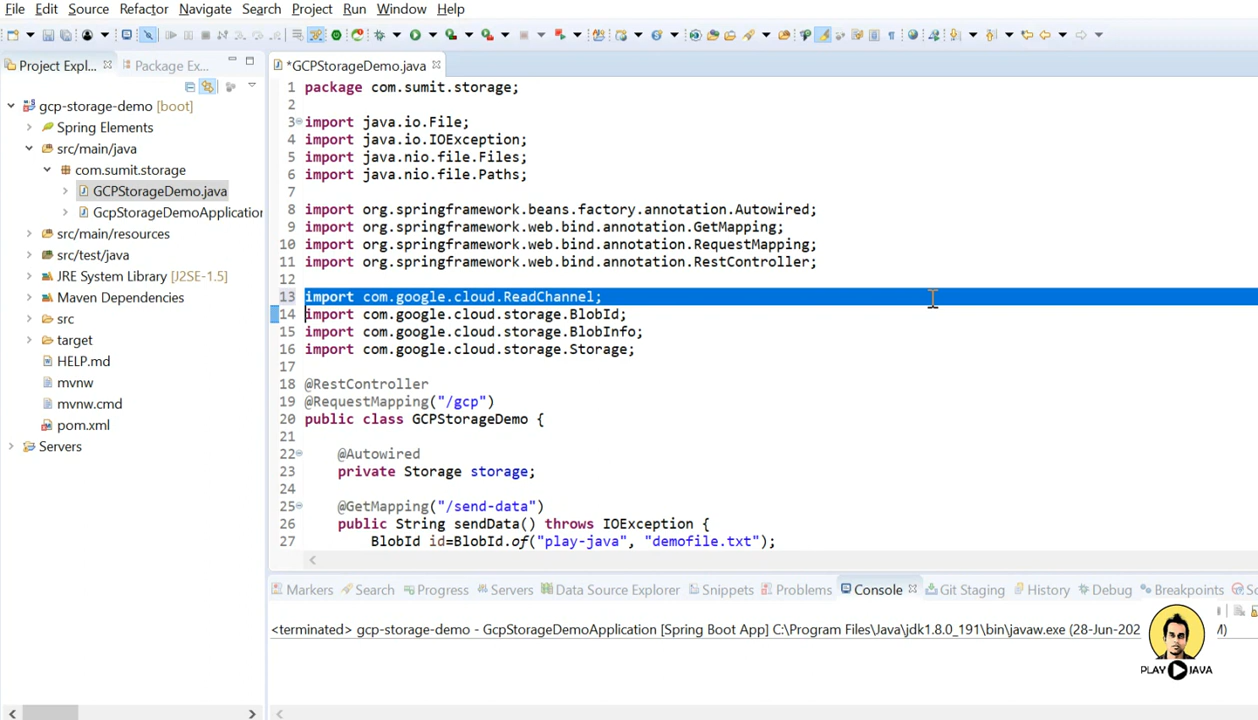 File Edit Source Refactor Navigate Search Project Run Window Help
Project Expl... Package Ex...
gcp-storage-demo [boot]
Spring Elements
src/main/java
com.sumit.storage
GCPStorageDemo.java
GcpStorageDemoApplication
src/main/resources
src/test/java
JRE System Library [J2SE-1.5]
Maven Dependencies
src
target
HELP.md
mvnw
mvnw.cmd
pom.xml
Servers
*GCPStorageDemo.java
1 package com.sumit.storage;
2
3 import java.io.File;
4 import java.io.IOException;
5 import java.nio.file.Files;
6 import java.nio.file.Paths;
7
8 import org.springframework.beans.factory.annotation.Autowired;
9 import org.springframework.web.bind.annotation.GetMapping;
10 import org.springframework.web.bind.annotation.RequestMapping;
11 import org.springframework.web.bind.annotation.RestController;
12
13 import com.google.cloud.ReadChannel;
14 import com.google.cloud.storage.BlobId;
15 import com.google.cloud.storage.BlobInfo;
16 import com.google.cloud.storage.Storage;
17
18 @RestController
19 @RequestMapping("/gcp")
20 public class GCPStorageDemo {
21
22 @Autowired
23 private Storage storage;
24
25 @GetMapping("/send-data")
26 public String sendData() throws IOException {
27 BlobId id=BlobId.of("play-java", "demofile.txt");
Markers Search Progress Servers Data Source Explorer Snippets Problems Console Git Staging History Debug Breakpoints
<terminated> gcp-storage-demo - GcpStorageDemoApplication [Spring Boot App] C:\Program Files\Java\jdk1.8.0_191\bin\javaw.exe (28-Jun-202
PLAY JAVA